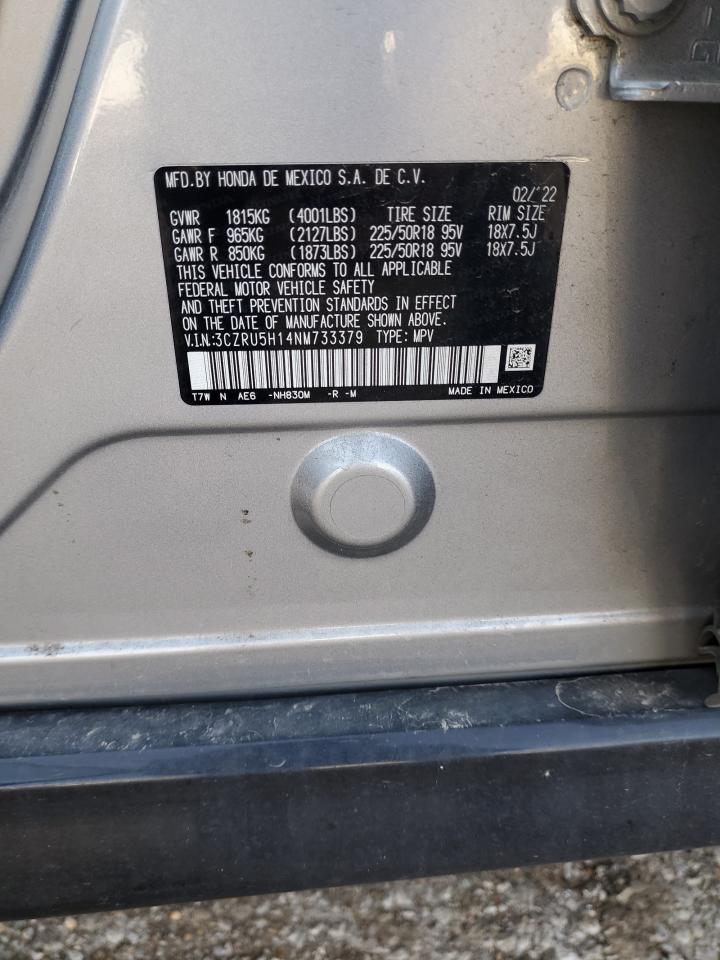 MFD.BY HONDA DE MEXICO S.A. DE C.V.
02/'22
GVWR 1815KG (4001LBS) TIRE SIZE RIM SIZE
GAWR F 965KG (2127LBS) 225/50R18 95V 18X7.5J
GAWR R 850KG (1873LBS) 225/50R18 95V 18X7.5J
THIS VEHICLE CONFORMS TO ALL APPLICABLE
FEDERAL MOTOR VEHICLE SAFETY
AND THEFT PREVENTION STANDARDS IN EFFECT
ON THE DATE OF MANUFACTURE SHOWN ABOVE.
V.I.N:3CZRU5H14NM733379 TYPE: MPV
T7W N AE6 -NH830M -R -M MADE IN MEXICO